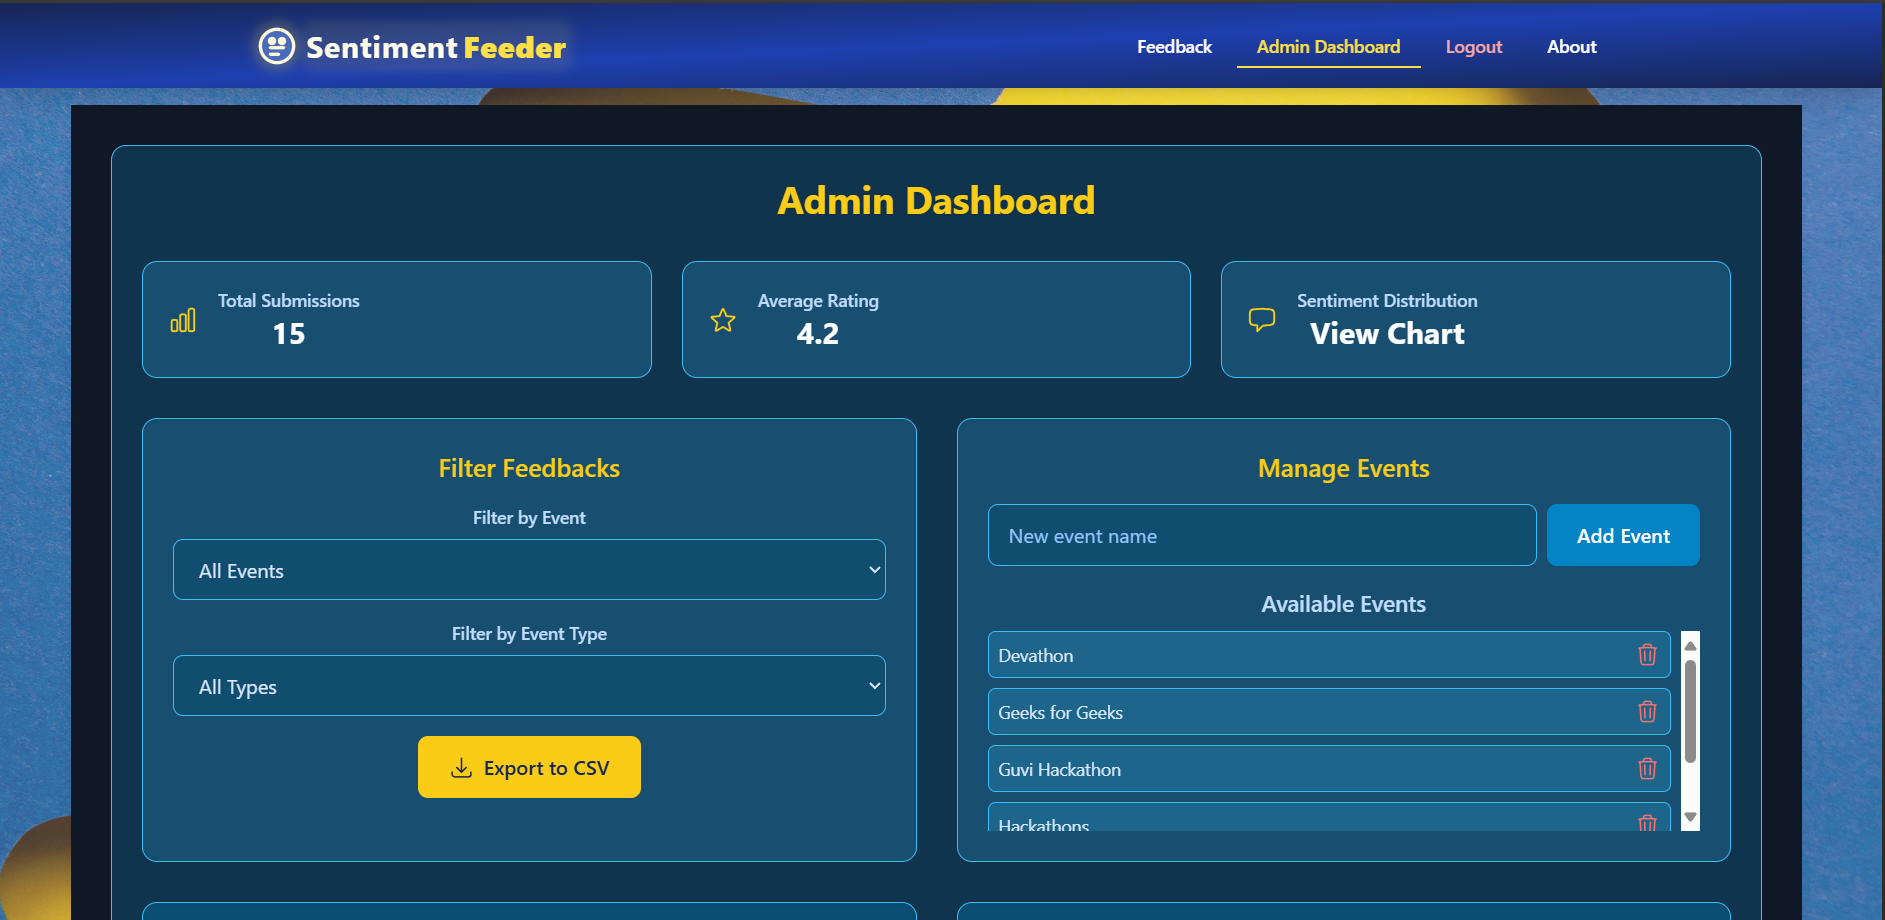 Sentiment Feeder
Feedback
Admin Dashboard
Logout
About
Admin Dashboard
Total Submissions
15
Average Rating
4.2
Sentiment Distribution
View Chart
Filter Feedbacks
Filter by Event
All Events
Filter by Event Type
All Types
Export to CSV
Manage Events
New event name
Add Event
Available Events
Devathon
Geeks for Geeks
Guvi Hackathon
Hackathons